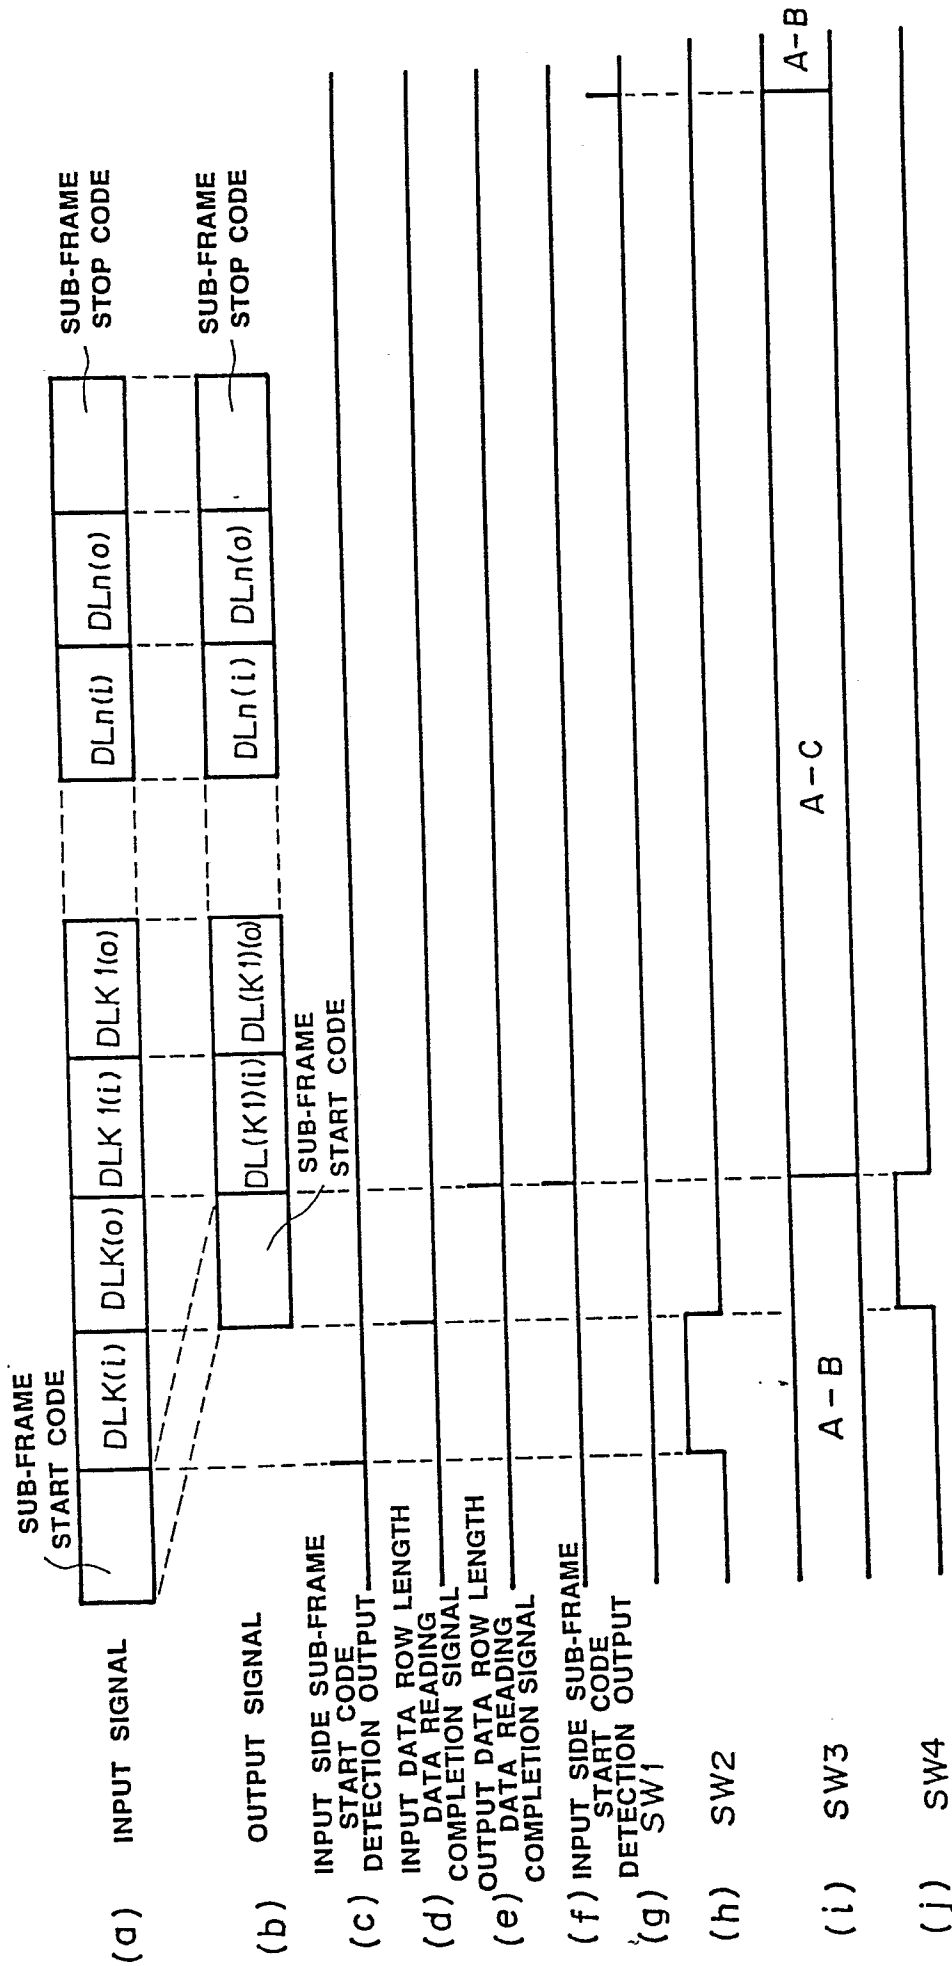 SUB-FRAME
START CODE
SUB-FRAME
STOP CODE
(a) INPUT SIGNAL
DLK(i) DLK(o) DLK1(i) DLK1(o) DLn(i) DLn(o)
SUB-FRAME
STOP CODE
(b) OUTPUT SIGNAL
DL(K1)(i) DL(K1)(o) DLn(i) DLn(o)
SUB-FRAME
START CODE
INPUT SIDE SUB-FRAME
START CODE
(c) DETECTION OUTPUT
INPUT DATA ROW LENGTH
DATA READING
(d) COMPLETION SIGNAL
OUTPUT DATA ROW LENGTH
DATA READING
(e) COMPLETION SIGNAL
(f) INPUT SIDE SUB-FRAME
START CODE
DETECTION OUTPUT
(g) SW1
(h) SW2
(i) SW3 A-B A-C A-B
(j) SW4